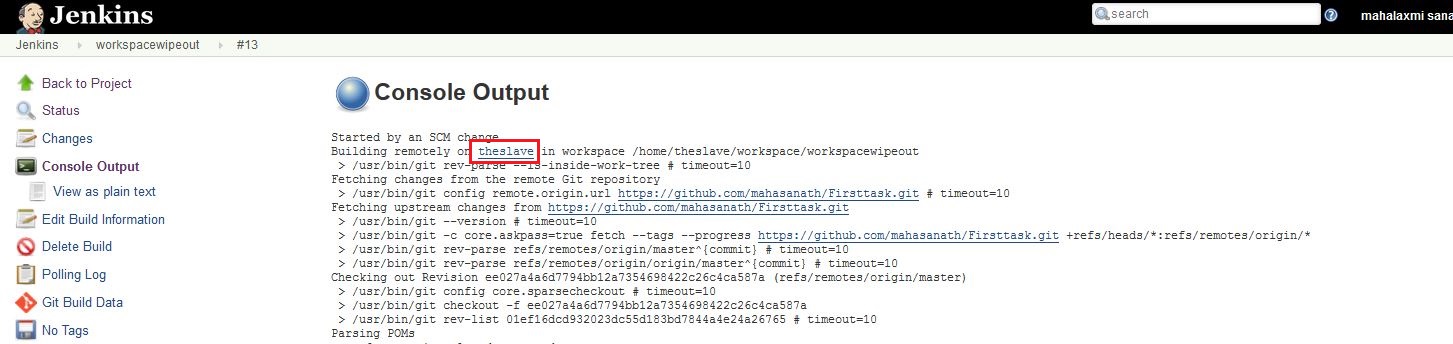 Jenkins
search
mahalaxmi sana
Jenkins
workspacewipeout
#13
Back to Project
Status
Changes
Console Output
View as plain text
Edit Build Information
Delete Build
Polling Log
Git Build Data
No Tags
Console Output
Started by an SCM change
Building remotely on theslave in workspace /home/theslave/workspace/workspacewipeout
> /usr/bin/git rev-parse --is-inside-work-tree # timeout=10
Fetching changes from the remote Git repository
> /usr/bin/git config remote.origin.url https://github.com/mahasanath/Firsttask.git # timeout=10
Fetching upstream changes from https://github.com/mahasanath/Firsttask.git
> /usr/bin/git --version # timeout=10
> /usr/bin/git -c core.askpass=true fetch --tags --progress https://github.com/mahasanath/Firsttask.git +refs/heads/*:refs/remotes/origin/*
> /usr/bin/git rev-parse refs/remotes/origin/master^{commit} # timeout=10
> /usr/bin/git rev-parse refs/remotes/origin/origin/master^{commit} # timeout=10
Checking out Revision ee027a4a6d7794bb12a7354698422c26c4ca587a (refs/remotes/origin/master)
> /usr/bin/git config core.sparsecheckout # timeout=10
> /usr/bin/git checkout -f ee027a4a6d7794bb12a7354698422c26c4ca587a
> /usr/bin/git rev-list 01ef16dcd932023dc55d183bd7844a4e24a26765 # timeout=10
Parsing POMs